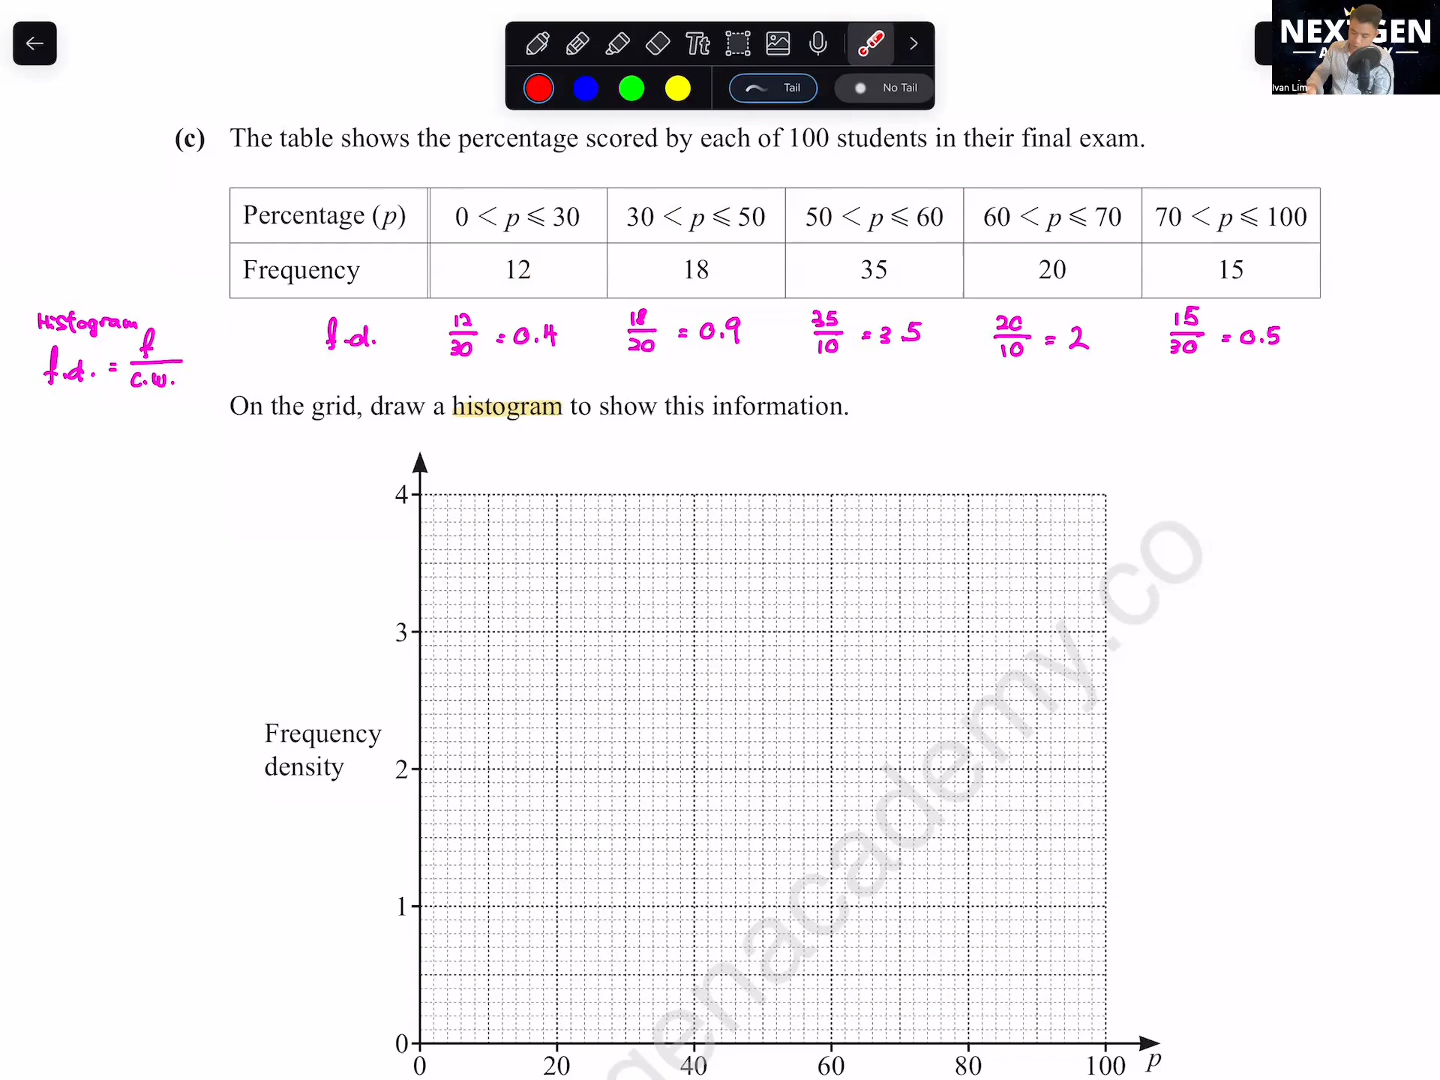 Tt
Tail
No Tail
NEXTGEN
Ivan Lim
(c) The table shows the percentage scored by each of 100 students in their final exam.
Percentage (p) 0 < p ⩽ 30 30 < p ⩽ 50 50 < p ⩽ 60 60 < p ⩽ 70 70 < p ⩽ 100
Frequency 12 18 35 20 15
Histogram
f.d. = f/c.w.
f.d. 12/30 = 0.4 18/20 = 0.9 35/10 = 3.5 20/10 = 2 15/30 = 0.5
On the grid, draw a histogram to show this information.
4
3
Frequency
density
2
1
0
0 20 40 60 80 100 p
genacademy.co